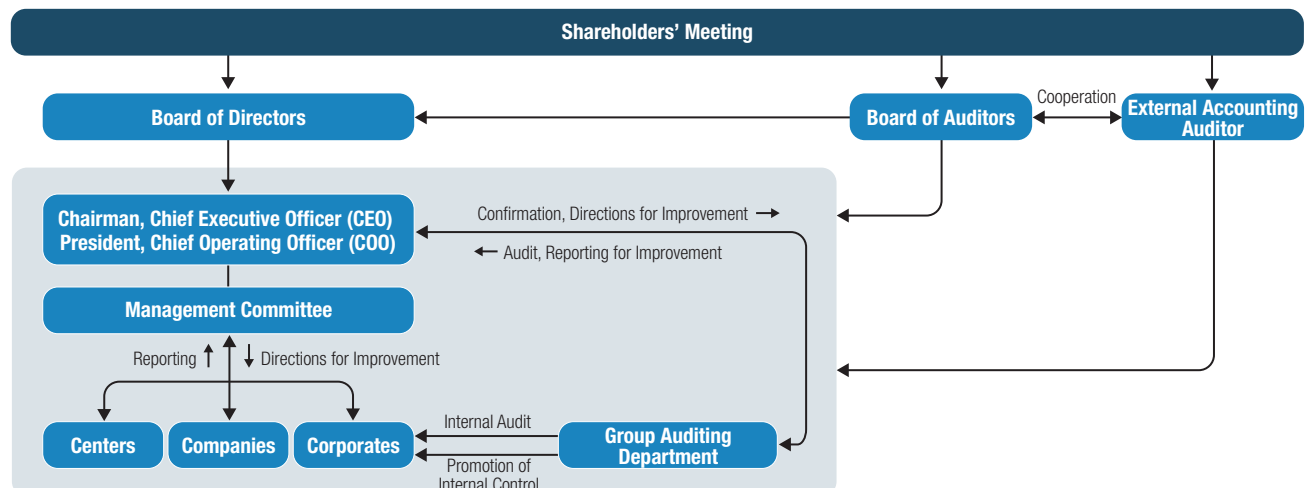 Shareholders’ Meeting
Board of Directors
Board of Auditors
Cooperation
External Accounting
Auditor
Chairman, Chief Executive Officer (CEO)
President, Chief Operating Officer (COO)
Confirmation, Directions for Improvement →
← Audit, Reporting for Improvement
Management Committee
Reporting ↑ ↓ Directions for Improvement
Centers
Companies
Corporates
Internal Audit
Promotion of
Internal Control
Group Auditing
Department